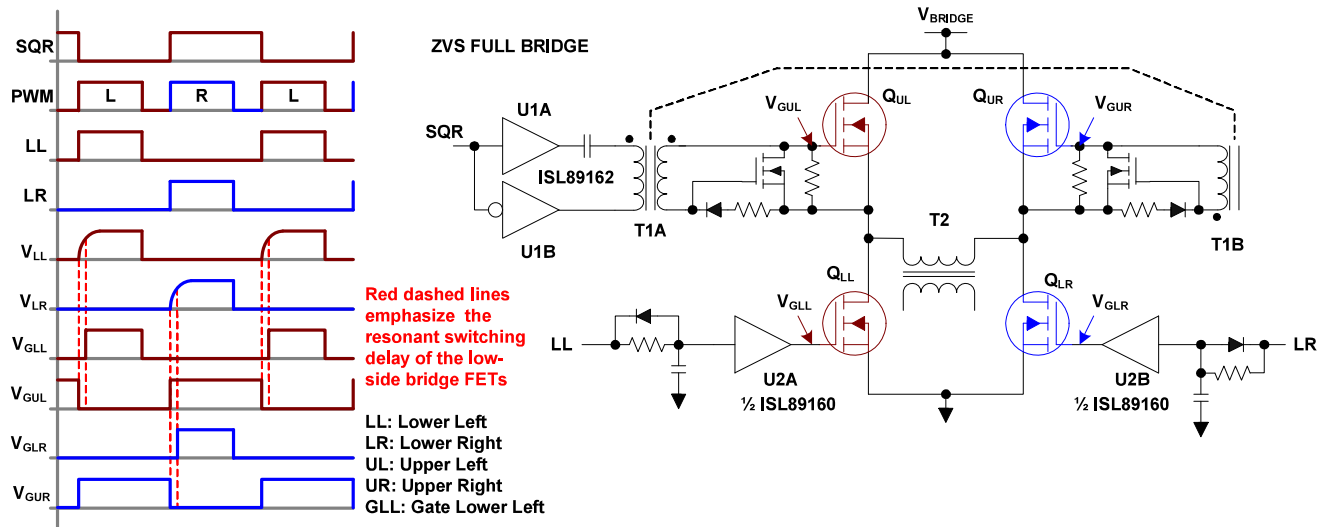 SQR
PWM
L
R
L
LL
LR
VLL
VLR
VGLL
VGUL
VGLR
VGUR
Red dashed lines
emphasize the
resonant switching
delay of the low-
side bridge FETs
LL: Lower Left
LR: Lower Right
UL: Upper Left
UR: Upper Right
GLL: Gate Lower Left
ZVS FULL BRIDGE
VBRIDGE
U1A
SQR
ISL89162
U1B
T1A
VGUL
QUL
QUR
VGUR
T2
T1B
QLL
VGLL
QLR
VGLR
LL
U2A
½ ISL89160
U2B
½ ISL89160
LR